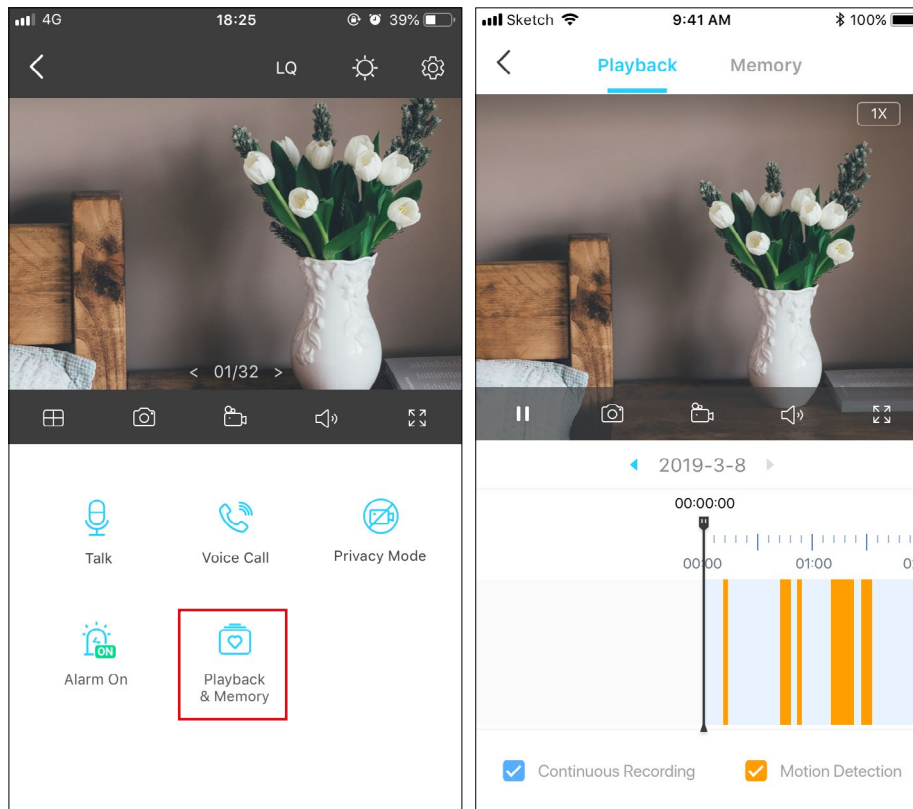 4G
18:25
39%
LQ
< 01/32 >
Talk
Voice Call
Privacy Mode
ON
Alarm On
Playback
& Memory
Sketch
9:41 AM
100%
Playback
Memory
1X
2019-3-8
00:00:00
00:00
01:00
Continuous Recording
Motion Detection